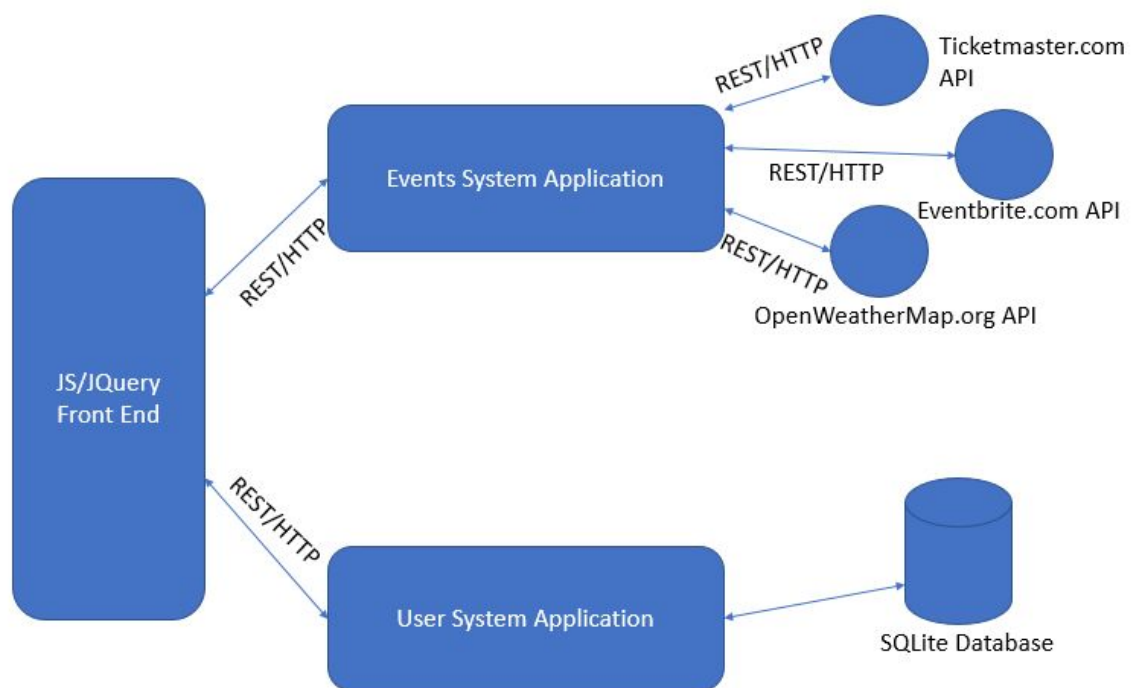 REST/HTTP
Ticketmaster.com
API
Events System Application
REST/HTTP
Eventbrite.com API
REST/HTTP
REST/HTTP
OpenWeatherMap.org API
JS/JQuery
Front End
REST/HTTP
User System Application
SQLite Database